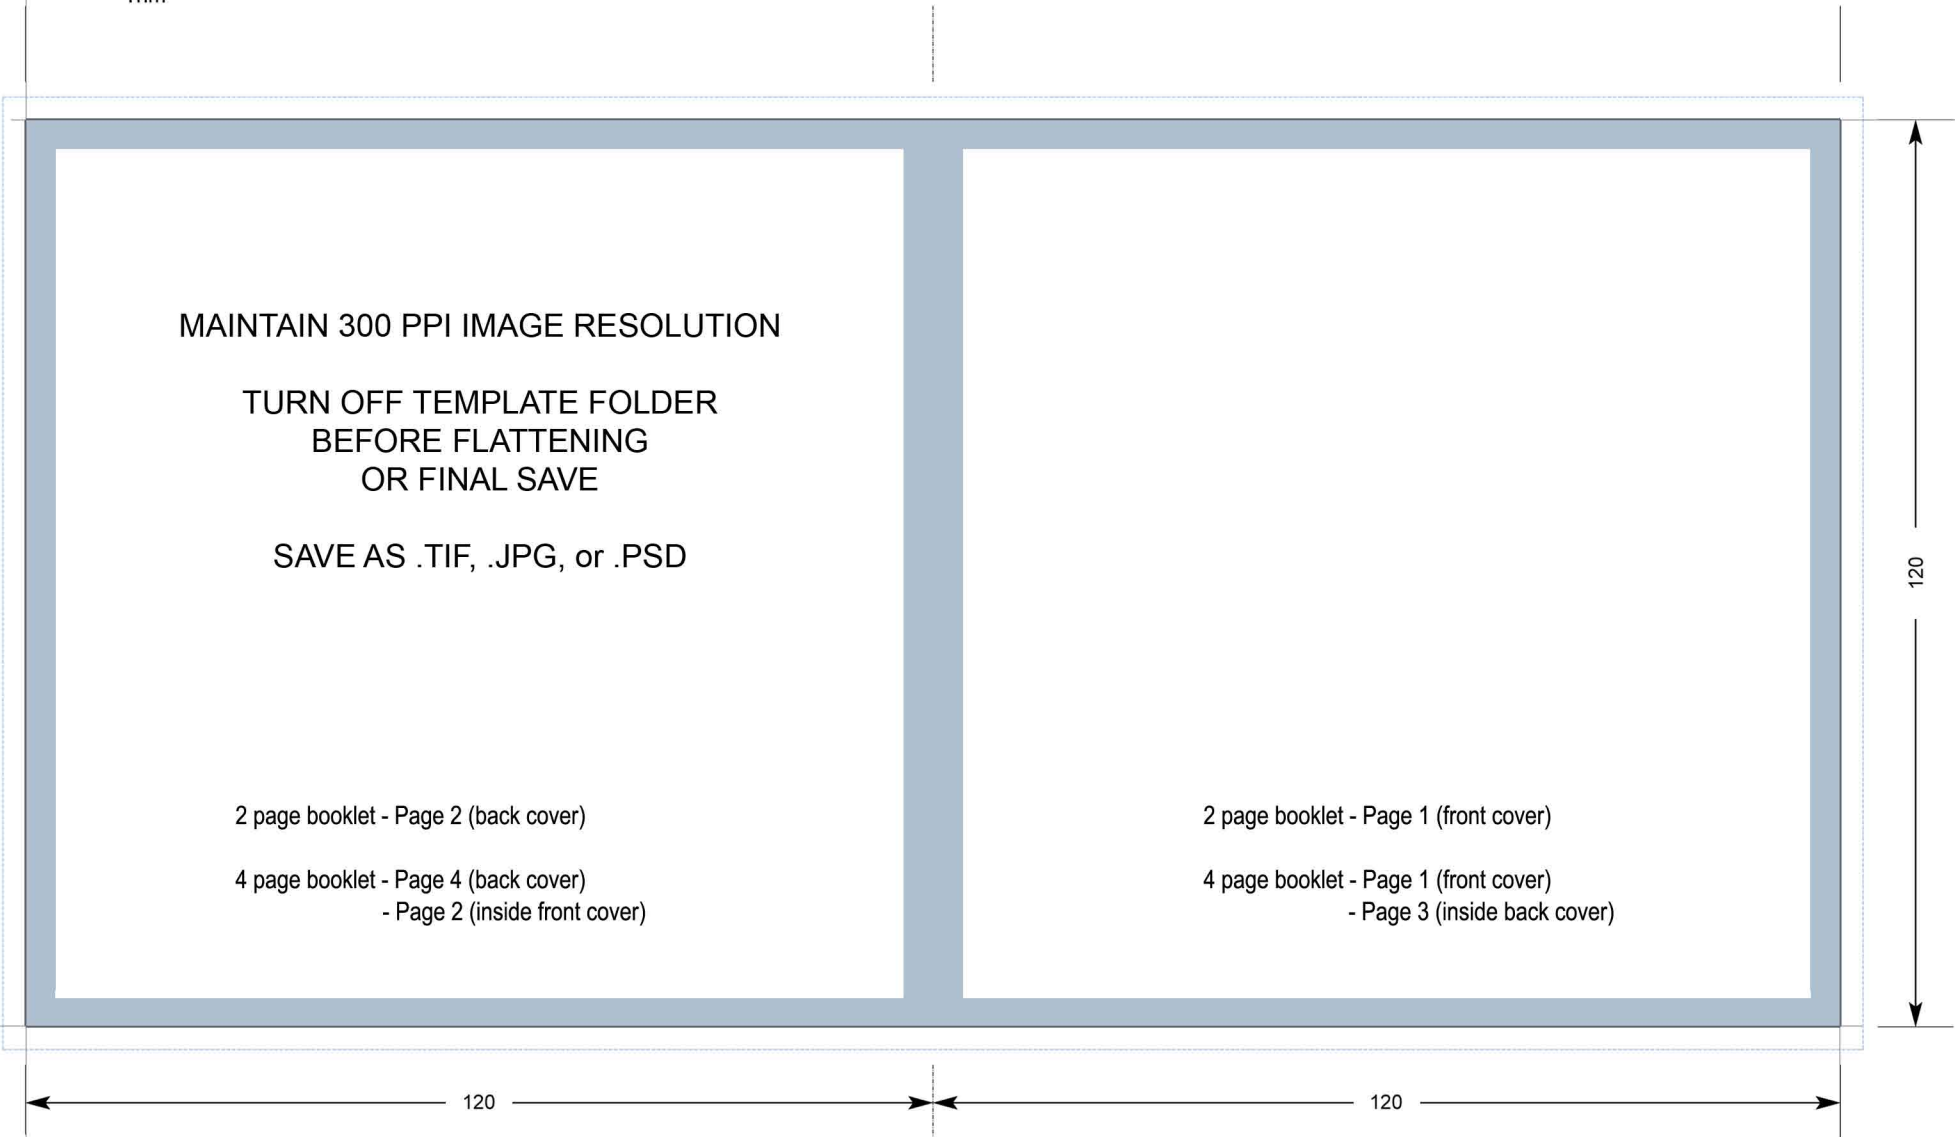 MAINTAIN 300 PPI IMAGE RESOLUTION
TURN OFF TEMPLATE FOLDER
BEFORE FLATTENING
OR FINAL SAVE
SAVE AS .TIF, .JPG, or .PSD
2 page booklet - Page 2 (back cover)
4 page booklet - Page 4 (back cover)
- Page 2 (inside front cover)
2 page booklet - Page 1 (front cover)
4 page booklet - Page 1 (front cover)
- Page 3 (inside back cover)
120
120
120